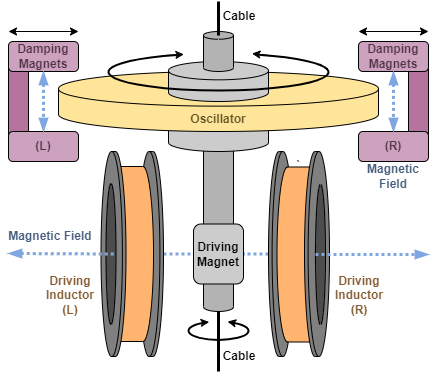 Cable
Damping
Magnets
Damping
Magnets
Oscillator
(L)
(R)
Magnetic
Field
Magnetic Field
Driving
Magnet
Driving
Inductor
(L)
Driving
Inductor
(R)
Cable